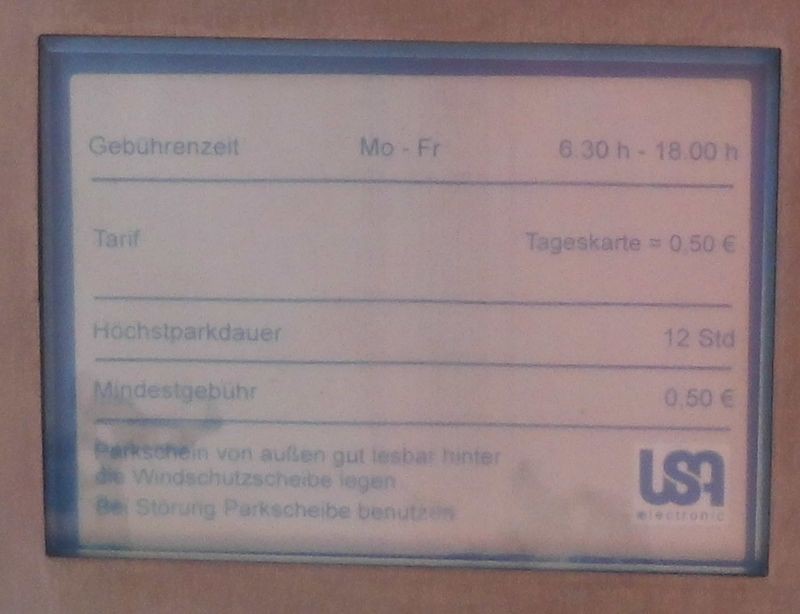 Gebührenzeit Mo - Fr 6.30 h - 18.00 h
Tarif Tageskarte = 0,50 €
Höchstparkdauer 12 Std
Mindestgebühr 0,50 €
Parkschein von außen gut lesbar hinter
die Windschutzscheibe legen
Bei Störung Parkscheibe benutzen
USA
electronic